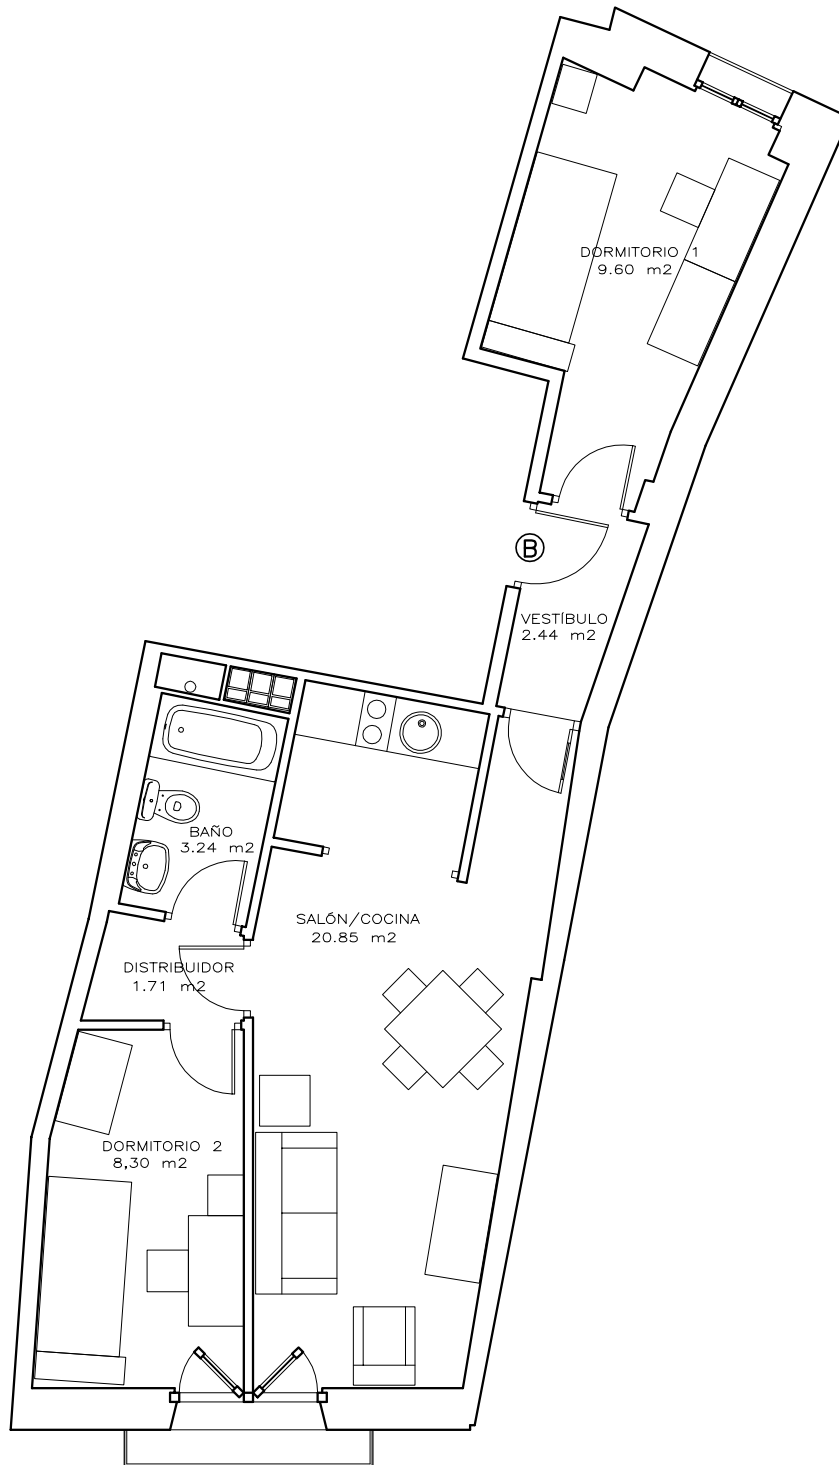 DORMITORIO 1
9.60 m2
B
VESTÍBULO
2.44 m2
BAÑO
3.24 m2
SALÓN/COCINA
20.85 m2
DISTRIBUIDOR
1.71 m2
DORMITORIO 2
8,30 m2